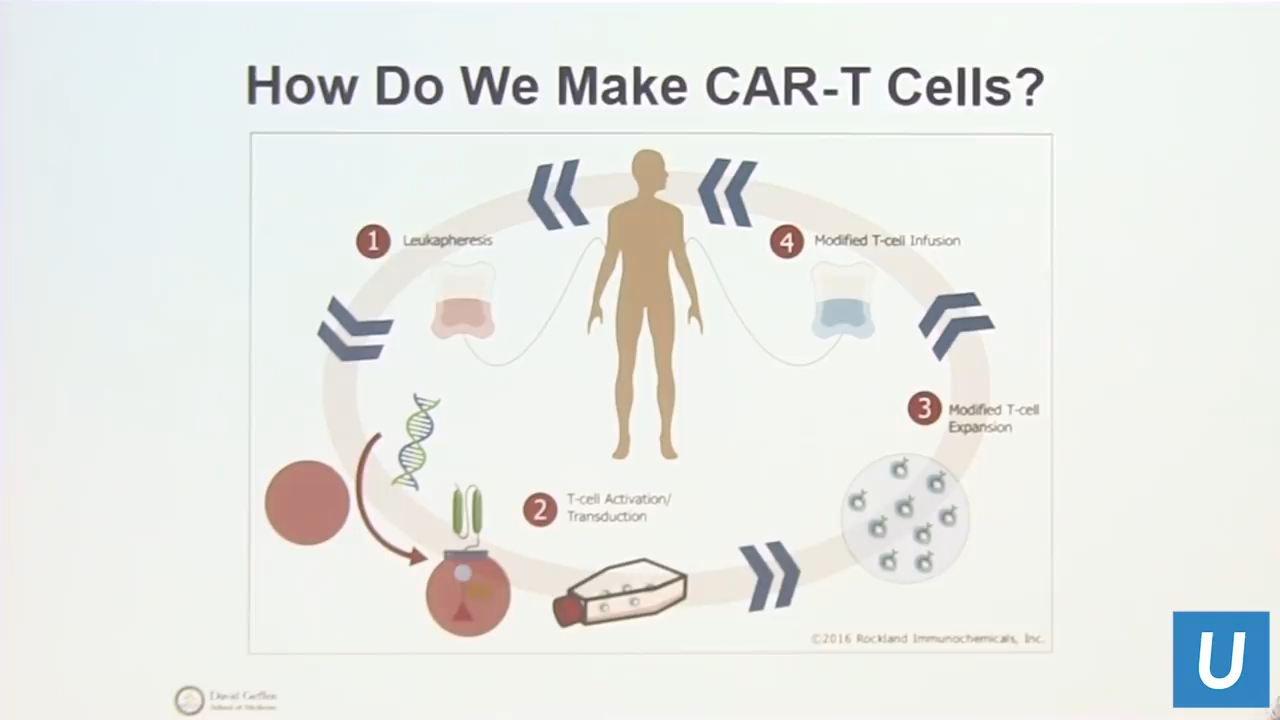 How Do We Make CAR-T Cells?
1 Leukapheresis
4 Modified T-cell Infusion
3 Modified T-cell
Expansion
2 T-cell Activation/
Transduction
©2016 Rockland Immunochemicals, Inc.
David Geffen
School of Medicine
U